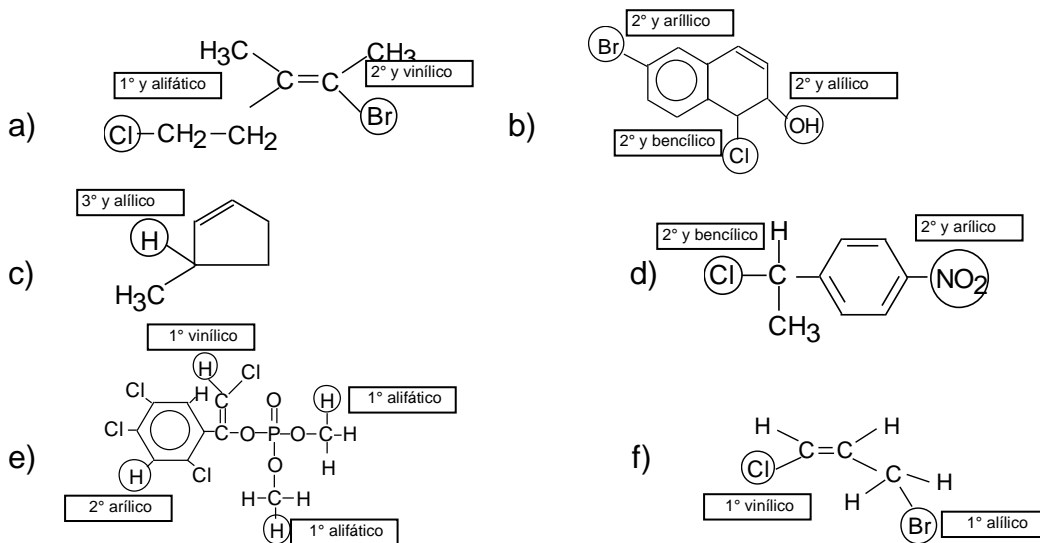 a)
H3C
CH3
1° y alifático
2° y vinílico
C=C
Br
Cl-CH2-CH2
b)
2° y aríllico
Br
2° y alílico
OH
2° y bencílico
Cl
c)
3° y alílico
H
H3C
d)
2° y bencílico
H
2° y arílico
Cl-C
NO2
CH3
e)
1° vinílico
H
Cl
Cl
H
C
O
H
1° alifático
Cl
C-O-P-O-C-H
H
Cl
O
H
2° arílico
H-C-H
H
1° alifático
f)
H
H
C=C
Cl
C
H
H
1° vinílico
Br
1° alílico